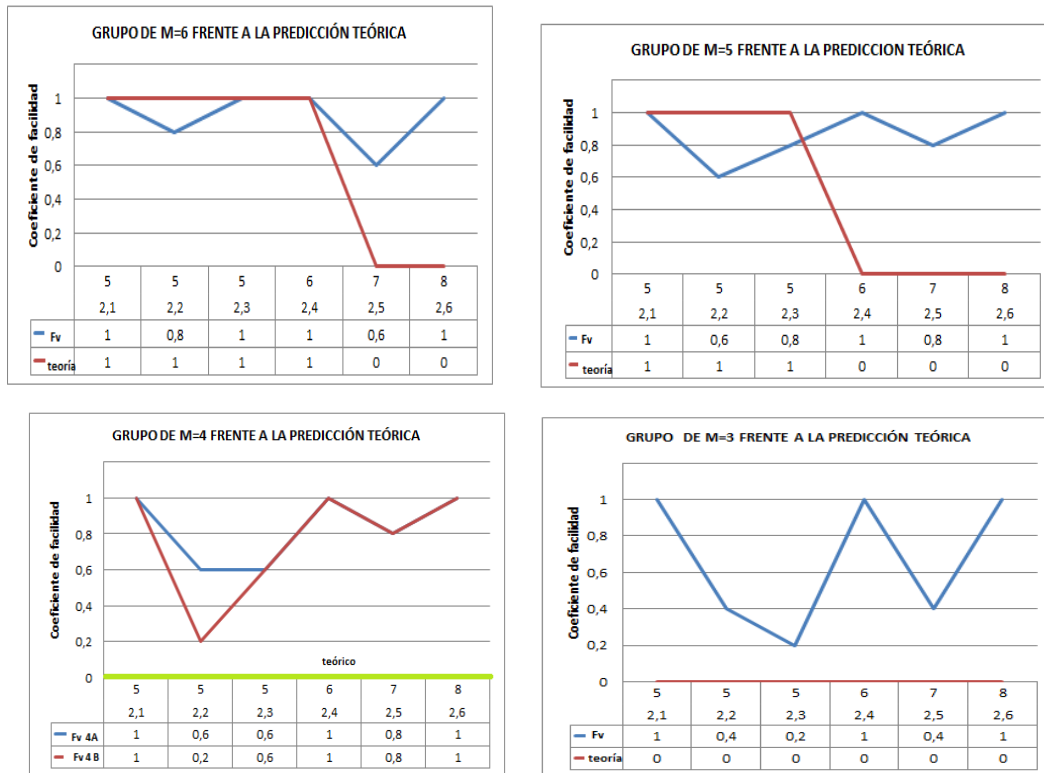 GRUPO DE M=6 FRENTE A LA PREDICCIÓN TEÓRICA
Coeficiente de facilidad
1
0,8
0,6
0,4
0,2
0
5 5 5 6 7 8
2,1 2,2 2,3 2,4 2,5 2,6
Fv 1 0,8 1 1 0,6 1
teoría 1 1 1 1 0 0
GRUPO DE M=5 FRENTE A LA PREDICCION TEÓRICA
Coeficiente de facilidad
1
0,8
0,6
0,4
0,2
0
5 5 5 6 7 8
2,1 2,2 2,3 2,4 2,5 2,6
Fv 1 0,6 0,8 1 0,8 1
teoría 1 1 1 0 0 0
GRUPO DE M=4 FRENTE A LA PREDICCIÓN TEÓRICA
Coeficiente de facilidad
1
0,8
0,6
0,4
0,2
0
teórico
5 5 5 6 7 8
2,1 2,2 2,3 2,4 2,5 2,6
Fv 4A 1 0,6 0,6 1 0,8 1
Fv 4 B 1 0,2 0,6 1 0,8 1
GRUPO DE M=3 FRENTE A LA PREDICCIÓN TEÓRICA
Coeficiente de facilidad
1
0,8
0,6
0,4
0,2
0
5 5 5 6 7 8
2,1 2,2 2,3 2,4 2,5 2,6
Fv 1 0,4 0,2 1 0,4 1
teoría 0 0 0 0 0 0